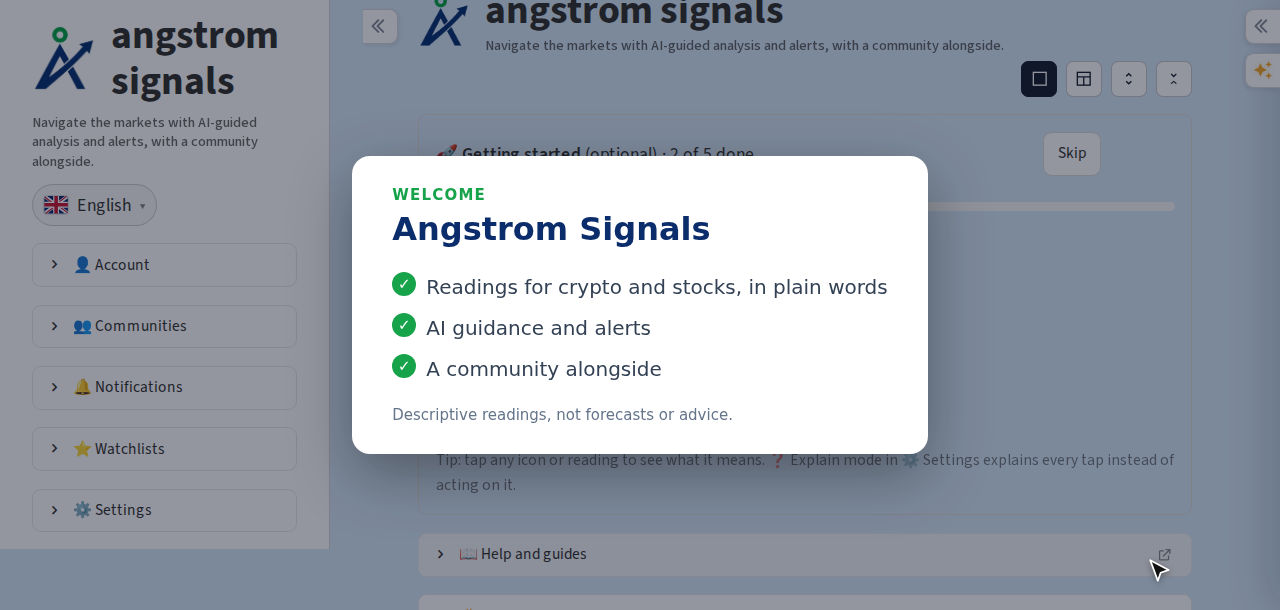 angstrom
signals
Navigate the markets with AI-guided
analysis and alerts, with a community
alongside.
English
Account
Communities
Notifications
Watchlists
Settings
angstrom signals
Navigate the markets with AI-guided analysis and alerts, with a community alongside.
Getting started (optional) · 2 of 5 done
Skip
WELCOME
Angstrom Signals
Readings for crypto and stocks, in plain words
AI guidance and alerts
A community alongside
Descriptive readings, not forecasts or advice.
Tip: tap any icon or reading to see what it means. ❓ Explain mode in ⚙️ Settings explains every tap instead of
acting on it.
Help and guides